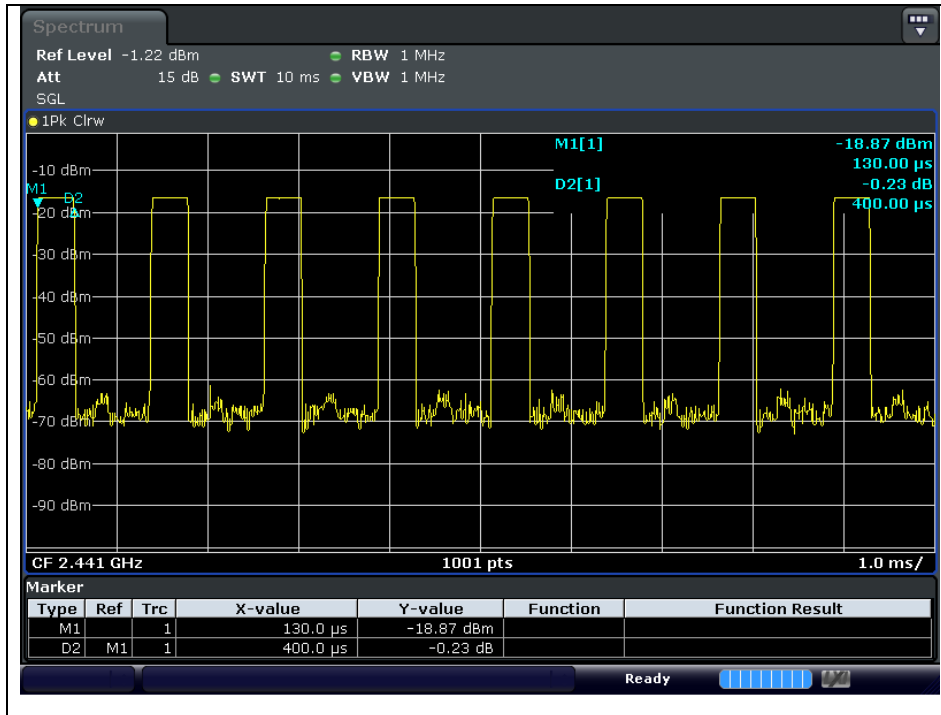 Spectrum
Ref Level -1.22 dBm RBW 1 MHz
Att 15 dB SWT 10 ms VBW 1 MHz
SGL
1Pk Clrw
M1[1] -18.87 dBm
130.00 µs
D2[1] -0.23 dB
400.00 µs
-10 dBm
M1
D2
-20 dBm
-30 dBm
-40 dBm
-50 dBm
-60 dBm
-70 dBm
-80 dBm
-90 dBm
CF 2.441 GHz 1001 pts 1.0 ms/
Marker
Type Ref Trc X-value Y-value Function Function Result
M1 1 130.0 µs -18.87 dBm
D2 M1 1 400.0 µs -0.23 dB
Ready